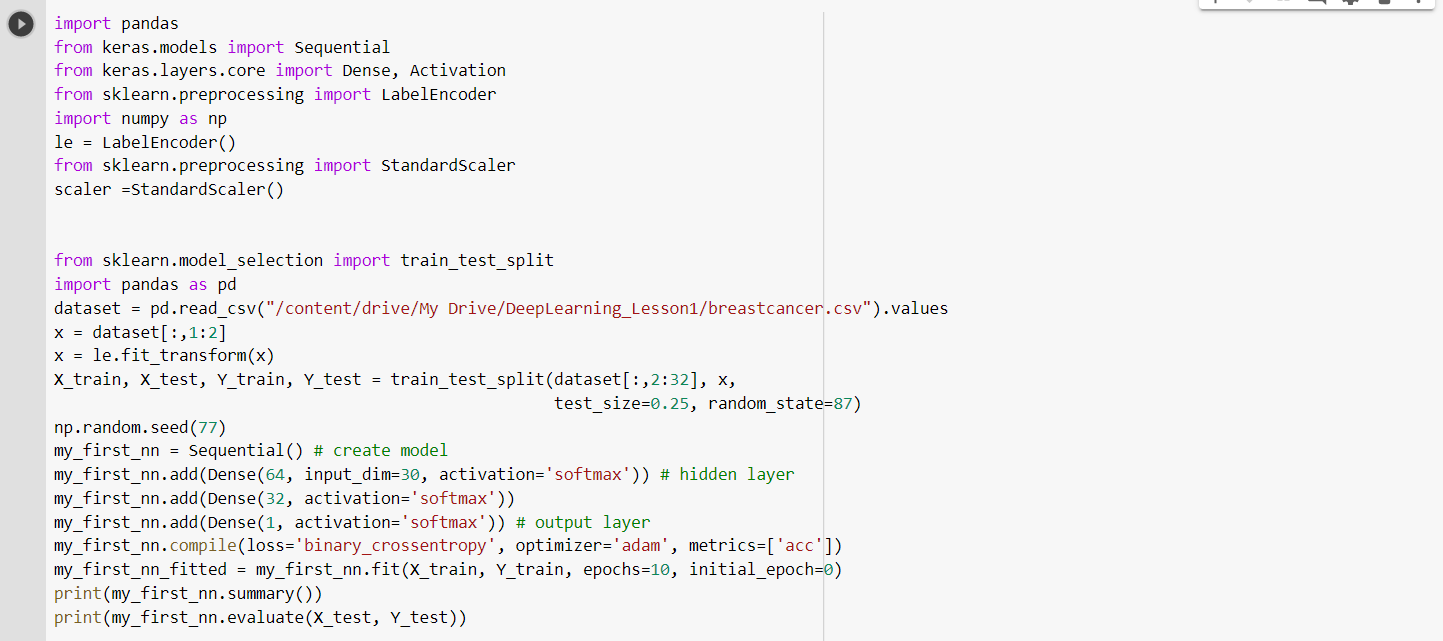 import pandas
from keras.models import Sequential
from keras.layers.core import Dense, Activation
from sklearn.preprocessing import LabelEncoder
import numpy as np
le = LabelEncoder()
from sklearn.preprocessing import StandardScaler
scaler =StandardScaler()
from sklearn.model_selection import train_test_split
import pandas as pd
dataset = pd.read_csv("/content/drive/My Drive/DeepLearning_Lesson1/breastcancer.csv").values
x = dataset[:,1:2]
x = le.fit_transform(x)
X_train, X_test, Y_train, Y_test = train_test_split(dataset[:,2:32], x,
test_size=0.25, random_state=87)
np.random.seed(77)
my_first_nn = Sequential() # create model
my_first_nn.add(Dense(64, input_dim=30, activation='softmax')) # hidden layer
my_first_nn.add(Dense(32, activation='softmax'))
my_first_nn.add(Dense(1, activation='softmax')) # output layer
my_first_nn.compile(loss='binary_crossentropy', optimizer='adam', metrics=['acc'])
my_first_nn_fitted = my_first_nn.fit(X_train, Y_train, epochs=10, initial_epoch=0)
print(my_first_nn.summary())
print(my_first_nn.evaluate(X_test, Y_test))